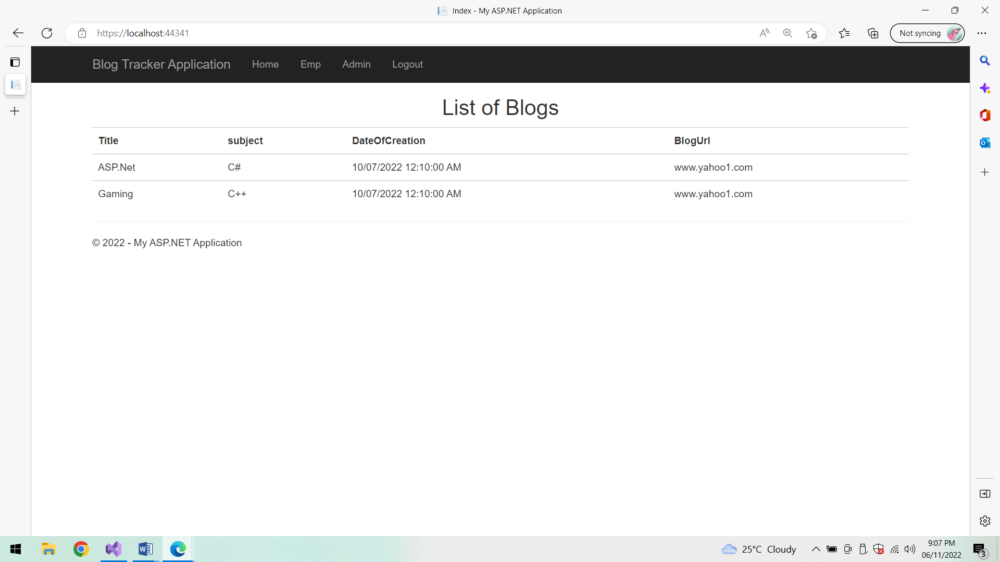 Index - My ASP.NET Application
https://localhost:44341
Not syncing
Blog Tracker Application Home Emp Admin Logout
List of Blogs
Title subject DateOfCreation BlogUrl
ASP.Net C# 10/07/2022 12:10:00 AM www.yahoo1.com
Gaming C++ 10/07/2022 12:10:00 AM www.yahoo1.com
© 2022 - My ASP.NET Application
25°C Cloudy
9:07 PM
06/11/2022
3